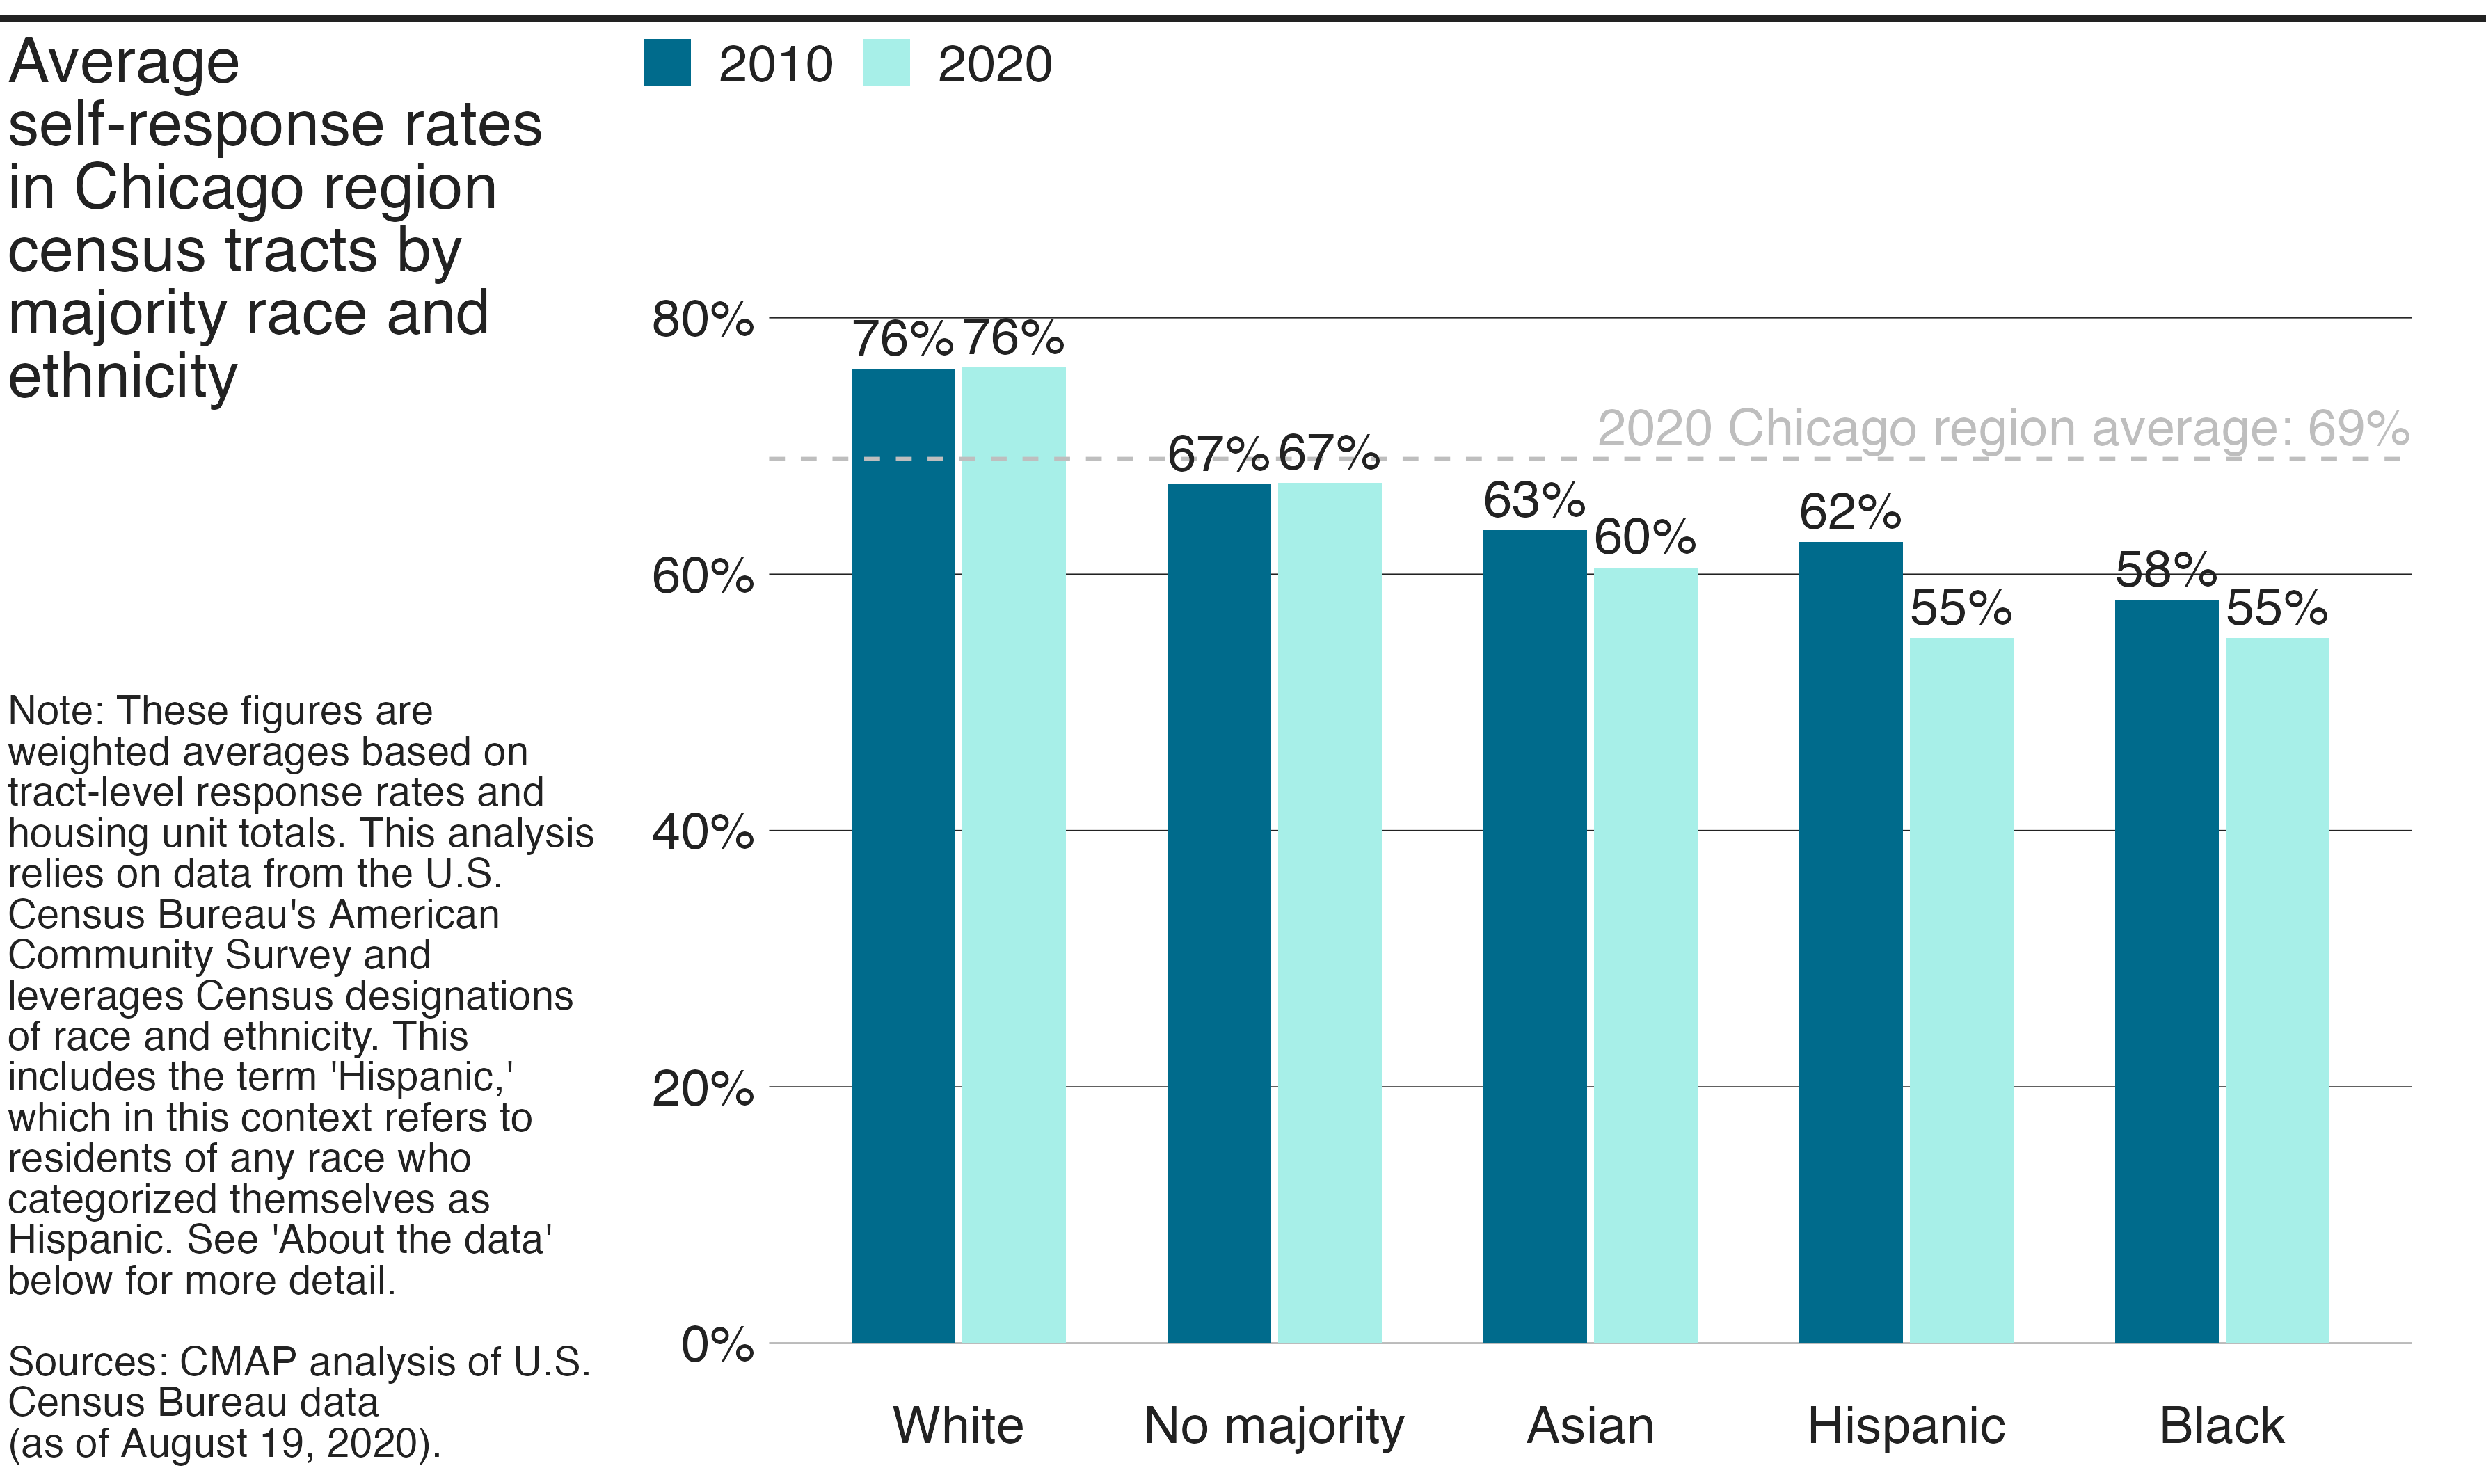 Average
self-response rates
in Chicago region
census tracts by
majority race and
ethnicity
Note: These figures are
weighted averages based on
tract-level response rates and
housing unit totals. This analysis
relies on data from the U.S.
Census Bureau's American
Community Survey and
leverages Census designations
of race and ethnicity. This
includes the term 'Hispanic,'
which in this context refers to
residents of any race who
categorized themselves as
Hispanic. See 'About the data'
below for more detail.
Sources: CMAP analysis of U.S.
Census Bureau data
(as of August 19, 2020).
2010 2020
80%
60%
40%
20%
0%
2020 Chicago region average: 69%
76% 76%
67% 67%
63% 60%
62% 55%
58% 55%
White No majority Asian Hispanic Black